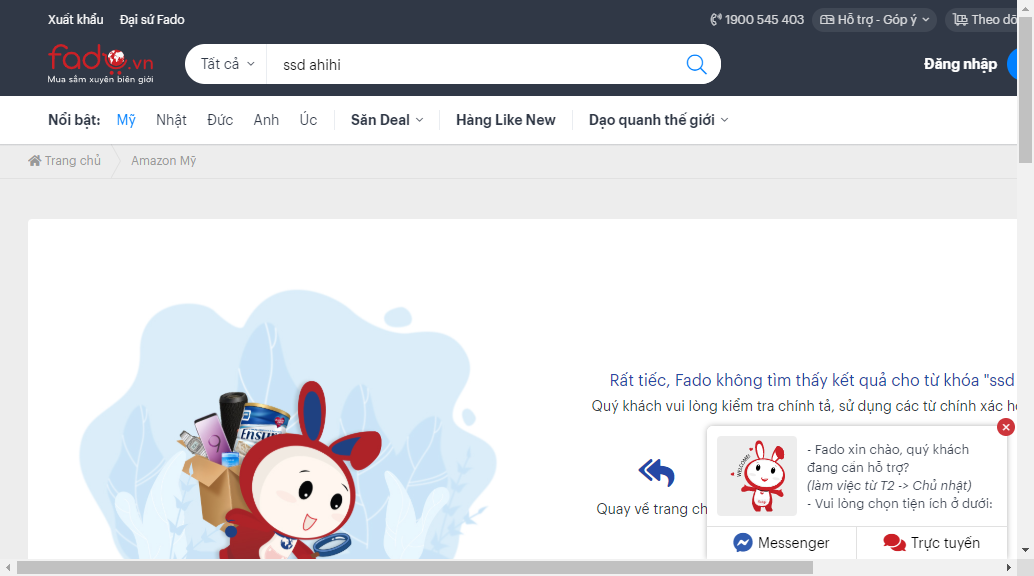 Xuất khẩu Đại sứ Fado 1900 545 403 Hỗ trợ - Góp ý Theo dõ
fado.vn
Mua sắm xuyên biên giới
Tất cả ssd ahihi Đăng nhập
Nổi bật: Mỹ Nhật Đức Anh Úc Săn Deal Hàng Like New Dạo quanh thế giới
Trang chủ Amazon Mỹ
Rất tiếc, Fado không tìm thấy kết quả cho từ khóa "ssd
Quý khách vui lòng kiểm tra chính tả, sử dụng các từ chính xác h
Ensure
9
Quay về trang ch
WELCOME!
- Fado xin chào, quý khách
đang cần hỗ trợ?
(làm việc từ T2 -> Chủ nhật)
- Vui lòng chọn tiện ích ở dưới:
Messenger Trực tuyến